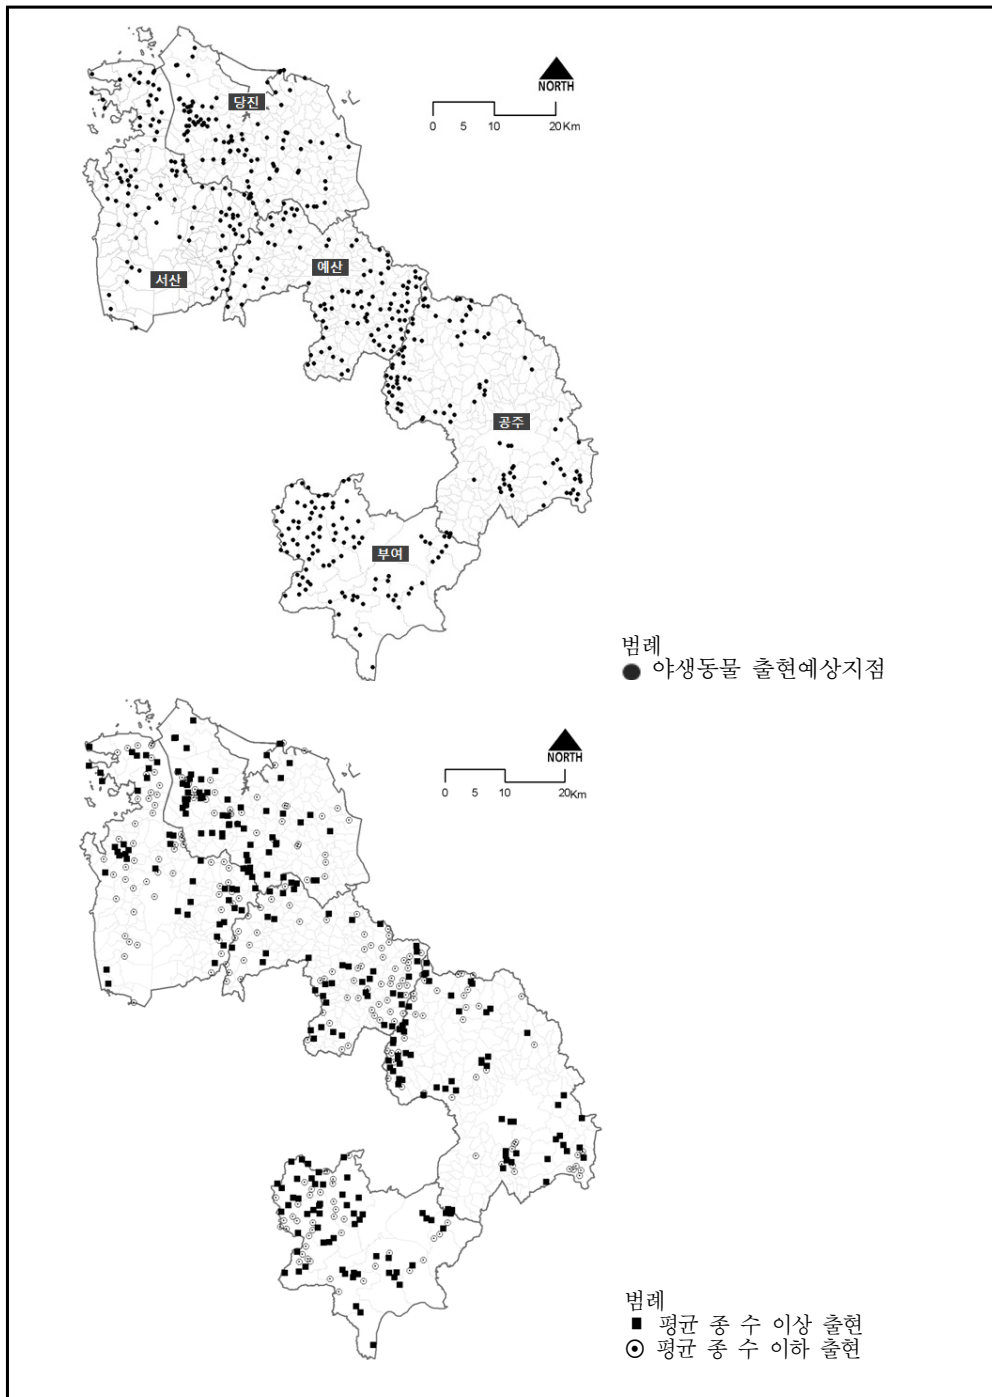 NORTH
0 5 10 20Km
당진
서산
예산
공주
부여
범례
야생동물 출현예상지점
NORTH
0 5 10 20Km
범례
평균 종 수 이상 출현
평균 종 수 이하 출현